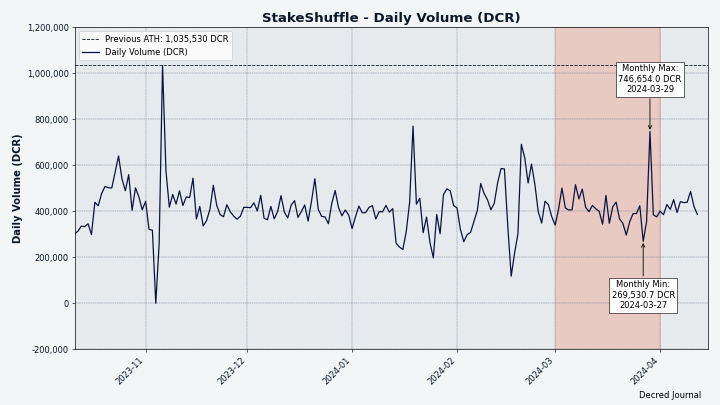 StakeShuffle - Daily Volume (DCR)
Previous ATH: 1,035,530 DCR
Daily Volume (DCR)
Daily Volume (DCR)
1,200,000
1,000,000
800,000
600,000
400,000
200,000
0
-200,000
Monthly Max:
746,654.0 DCR
2024-03-29
Monthly Min:
269,530.7 DCR
2024-03-27
2023-11
2023-12
2024-01
2024-02
2024-03
2024-04
Decred Journal